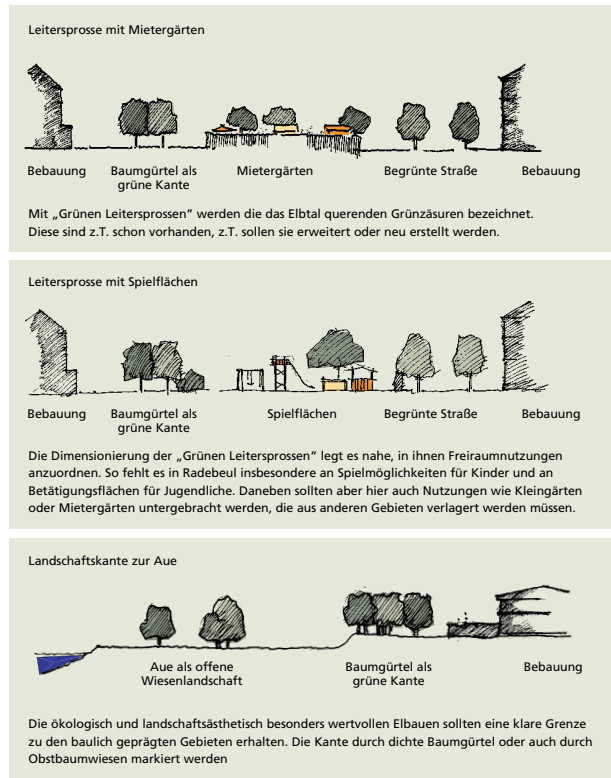 Leitersprosse mit Mietergärten
Bebauung Baumgürtel als Mietergärten Begrünte Straße Bebauung
grüne Kante
Mit „Grünen Leitersprossen” werden die das Elbtal querenden Grünzäsuren bezeichnet.
Diese sind z.T. schon vorhanden, z.T. sollen sie erweitert oder neu erstellt werden.
Leitersprosse mit Spielflächen
Bebauung Baumgürtel als Spielflächen Begrünte Straße Bebauung
grüne Kante
Die Dimensionierung der „Grünen Leitersprossen” legt es nahe, in ihnen Freiraumnutzungen
anzuordnen. So fehlt es in Radebeul insbesondere an Spielmöglichkeiten für Kinder und an
Betätigungsflächen für Jugendliche. Daneben sollten aber hier auch Nutzungen wie Kleingärten
oder Mietergärten untergebracht werden, die aus anderen Gebieten verlagert werden müssen.
Landschaftskante zur Aue
Aue als offene Baumgürtel als Bebauung
Wiesenlandschaft grüne Kante
Die ökologisch und landschaftsästhetisch besonders wertvollen Elbauen sollten eine klare Grenze
zu den baulich geprägten Gebieten erhalten. Die Kante durch dichte Baumgürtel oder auch durch
Obstbaumwiesen markiert werden